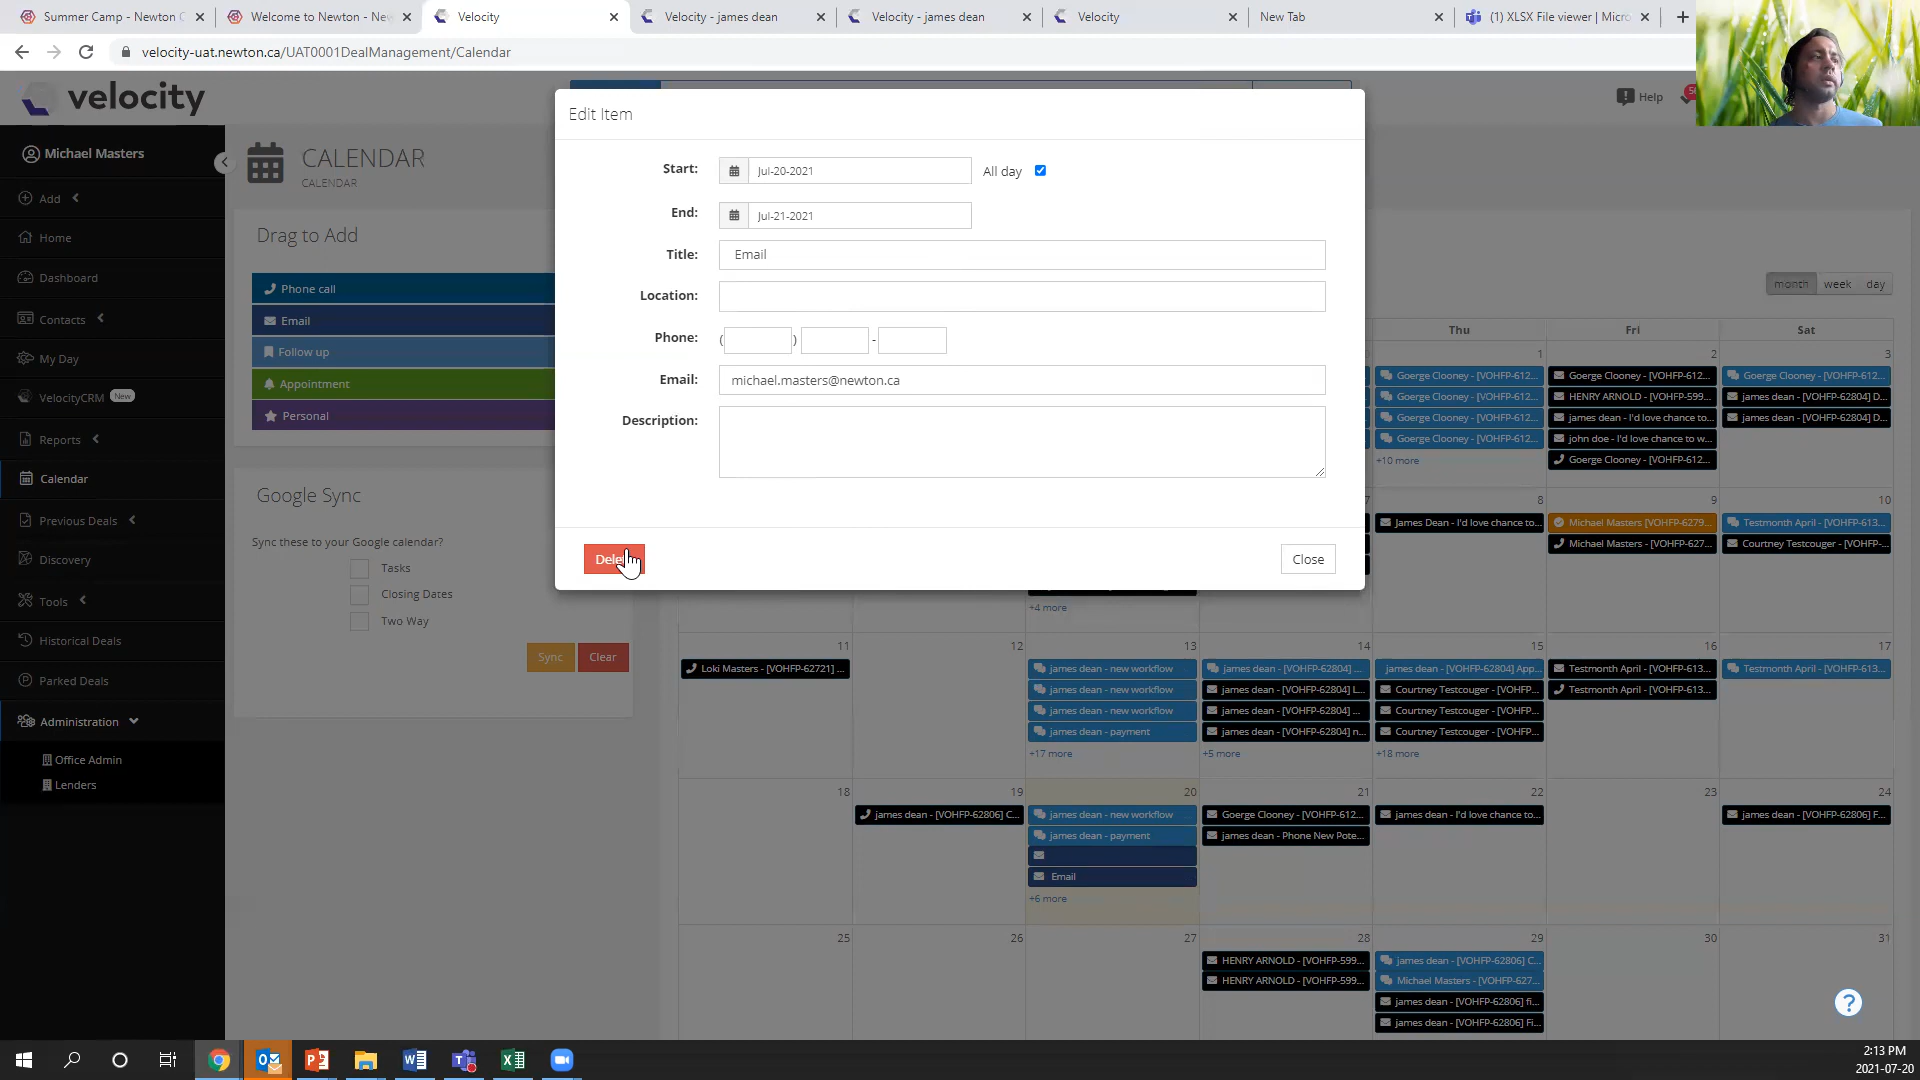 Summer Camp - Newton C
Welcome to Newton - New
Velocity
Velocity - james dean
Velocity - james dean
Velocity
New Tab
(1) XLSX File viewer | Micro
velocity-uat.newton.ca/UAT0001DealManagement/Calendar
velocity
Help
Michael Masters
Add
Home
Dashboard
Contacts
My Day
VelocityCRM New
Reports
Calendar
Previous Deals
Discovery
Tools
Historical Deals
Parked Deals
Administration
Office Admin
Lenders
CALENDAR
CALENDAR
Drag to Add
Phone call
Email
Follow up
Appointment
Personal
Google Sync
Sync these to your Google calendar?
Tasks
Closing Dates
Two Way
Sync
Clear
Edit Item
Start: Jul-20-2021 All day
End: Jul-21-2021
Title: Email
Location:
Phone: ( ) -
Email: michael.masters@newton.ca
Description:
Close
month week day
Thu Fri Sat
1 2 3
Goerge Clooney - [VOHFP-612... Goerge Clooney - [VOHFP-612... Goerge Clooney - [VOHFP-612...
Goerge Clooney - [VOHFP-612... HENRY ARNOLD - [VOHFP-599... james dean - [VOHFP-62804] D...
Goerge Clooney - [VOHFP-612... james dean - I'd love chance to... james dean - [VOHFP-62804] D...
Goerge Clooney - [VOHFP-612... john doe - I'd love chance to w...
+10 more Goerge Clooney - [VOHFP-612...
7 8 9 10
James Dean - I'd love chance to... Michael Masters [VOHFP-6279... Testmonth April - [VOHFP-613...
Michael Masters - [VOHFP-627... Courtney Testcouger - [VOHFP-...
+4 more
11 12 13 14 15 16 17
Loki Masters - [VOHFP-62721] ... james dean - new workflow james dean - [VOHFP-62804] ... james dean - [VOHFP-62804] App... Testmonth April - [VOHFP-613... Testmonth April - [VOHFP-613...
james dean - new workflow james dean - [VOHFP-62804] L... Courtney Testcouger - [VOHFP... Testmonth April - [VOHFP-613...
james dean - new workflow james dean - [VOHFP-62804] ... Courtney Testcouger - [VOHFP...
james dean - payment james dean - [VOHFP-62804] n... Courtney Testcouger - [VOHFP...
+17 more +5 more +18 more
18 19 20 21 22 23 24
james dean - [VOHFP-62806] C... james dean - new workflow Goerge Clooney - [VOHFP-612... james dean - I'd love chance to... james dean - [VOHFP-62806] F...
james dean - payment james dean - Phone New Pote...
Email
+6 more
25 26 27 28 29 30 31
HENRY ARNOLD - [VOHFP-599... james dean - [VOHFP-62806] C...
HENRY ARNOLD - [VOHFP-599... Michael Masters - [VOHFP-627...
james dean - [VOHFP-62806] fi...
james dean - [VOHFP-62806] Fi...
?
2:13 PM
2021-07-20